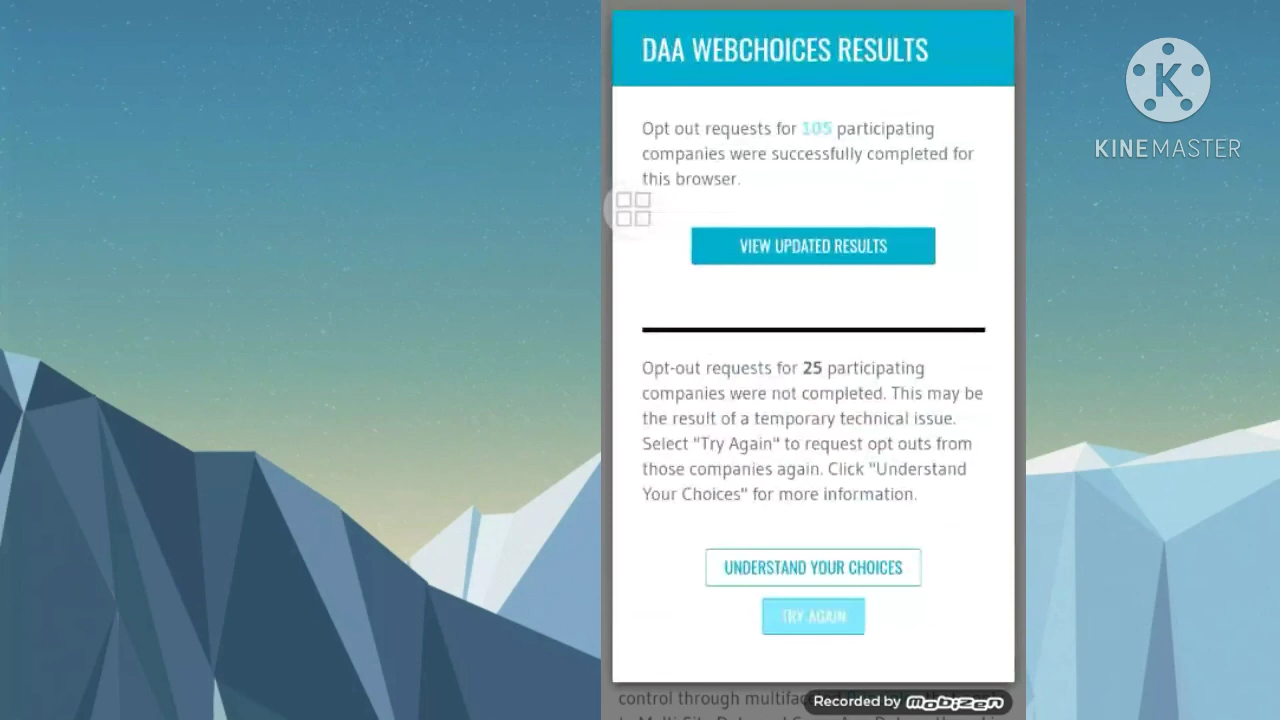 DAA WEBCHOICES RESULTS
Opt out requests for 105 participating
companies were successfully completed for
this browser.
VIEW UPDATED RESULTS
Opt-out requests for 25 participating
companies were not completed. This may be
the result of a temporary technical issue.
Select "Try Again" to request opt outs from
those companies again. Click "Understand
Your Choices" for more information.
UNDERSTAND YOUR CHOICES
TRY AGAIN
control through
Recorded by mobizen
K
KINEMASTER